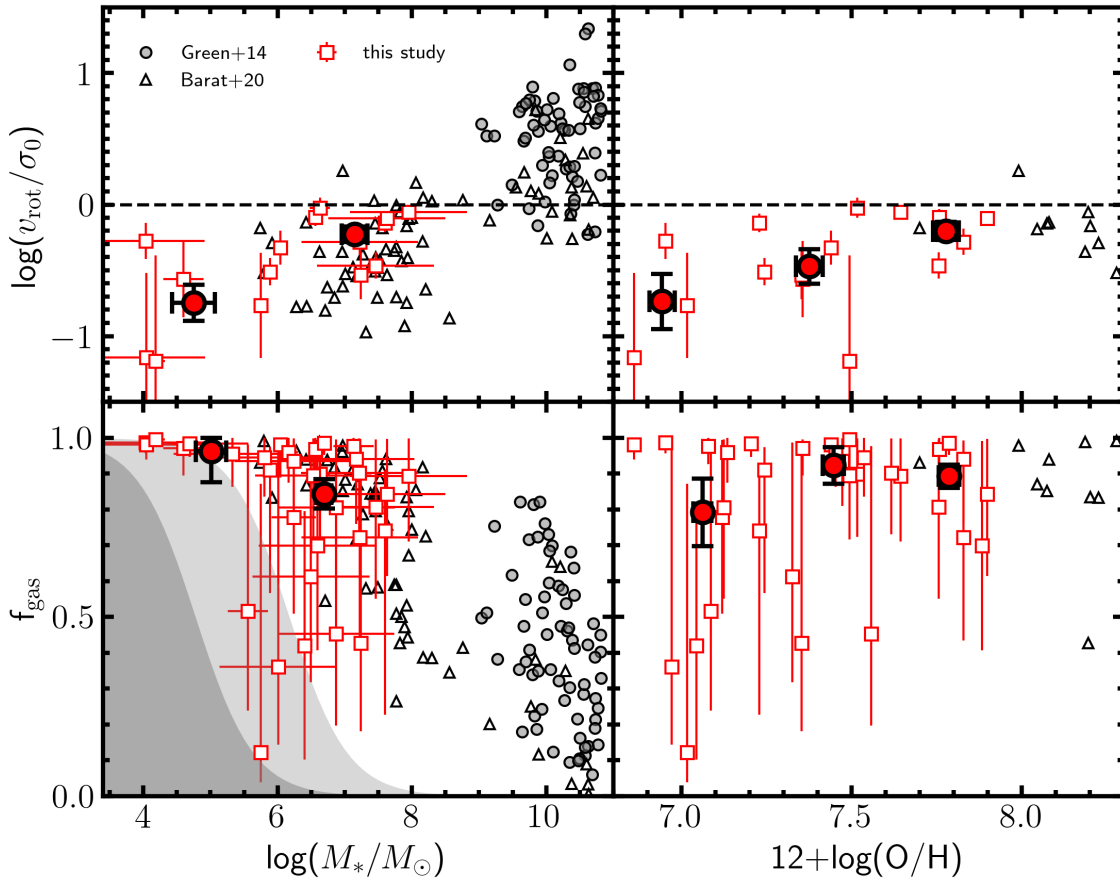 Green+14
Barat+20
this study
log(v_rot/σ_0)
1
0
−1
f_gas
1.0
0.5
0.0
4
6
8
10
7.0
7.5
8.0
log(M_*/M_⊙)
12+log(O/H)